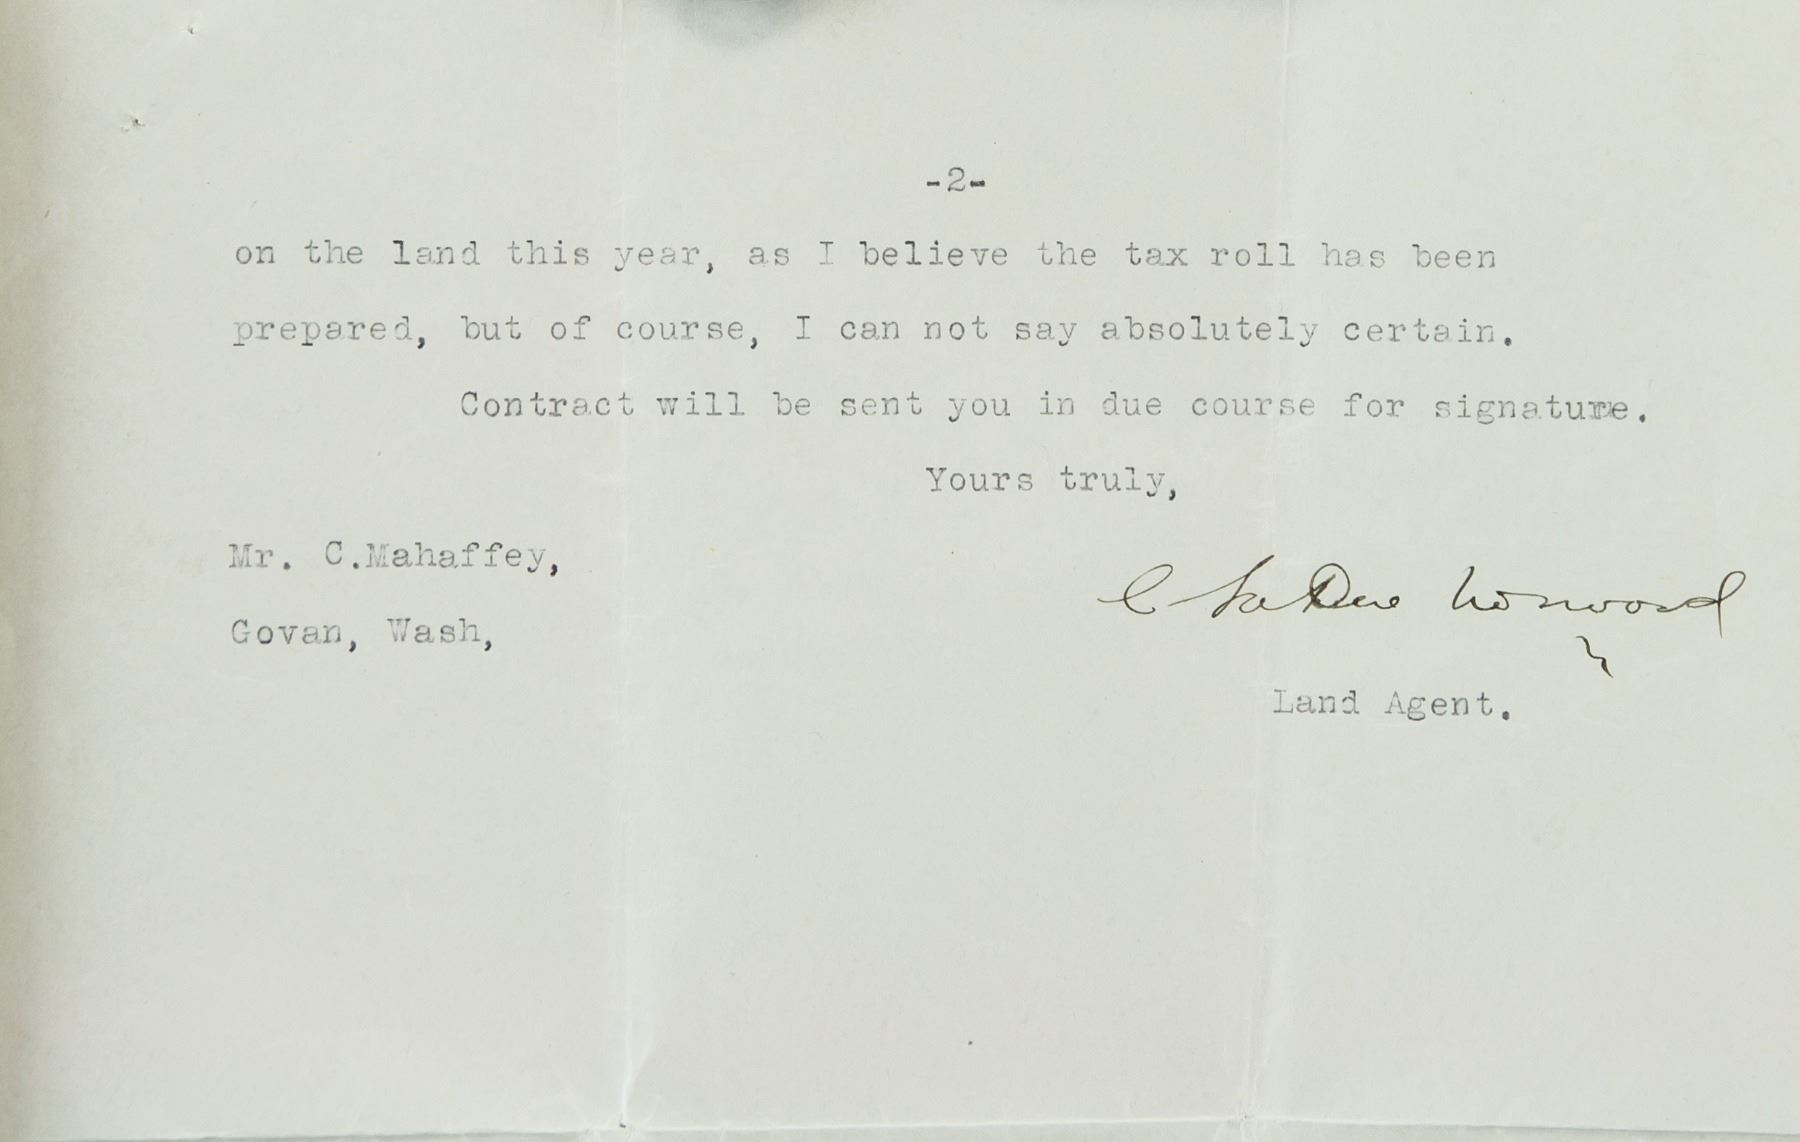 -2-
on the land this year, as I believe the tax roll has been
prepared, but of course, I can not say absolutely certain.
Contract will be sent you in due course for signature.
Yours truly,
Mr. C.Mahaffey,
Govan, Wash,
Norwood
Land Agent.